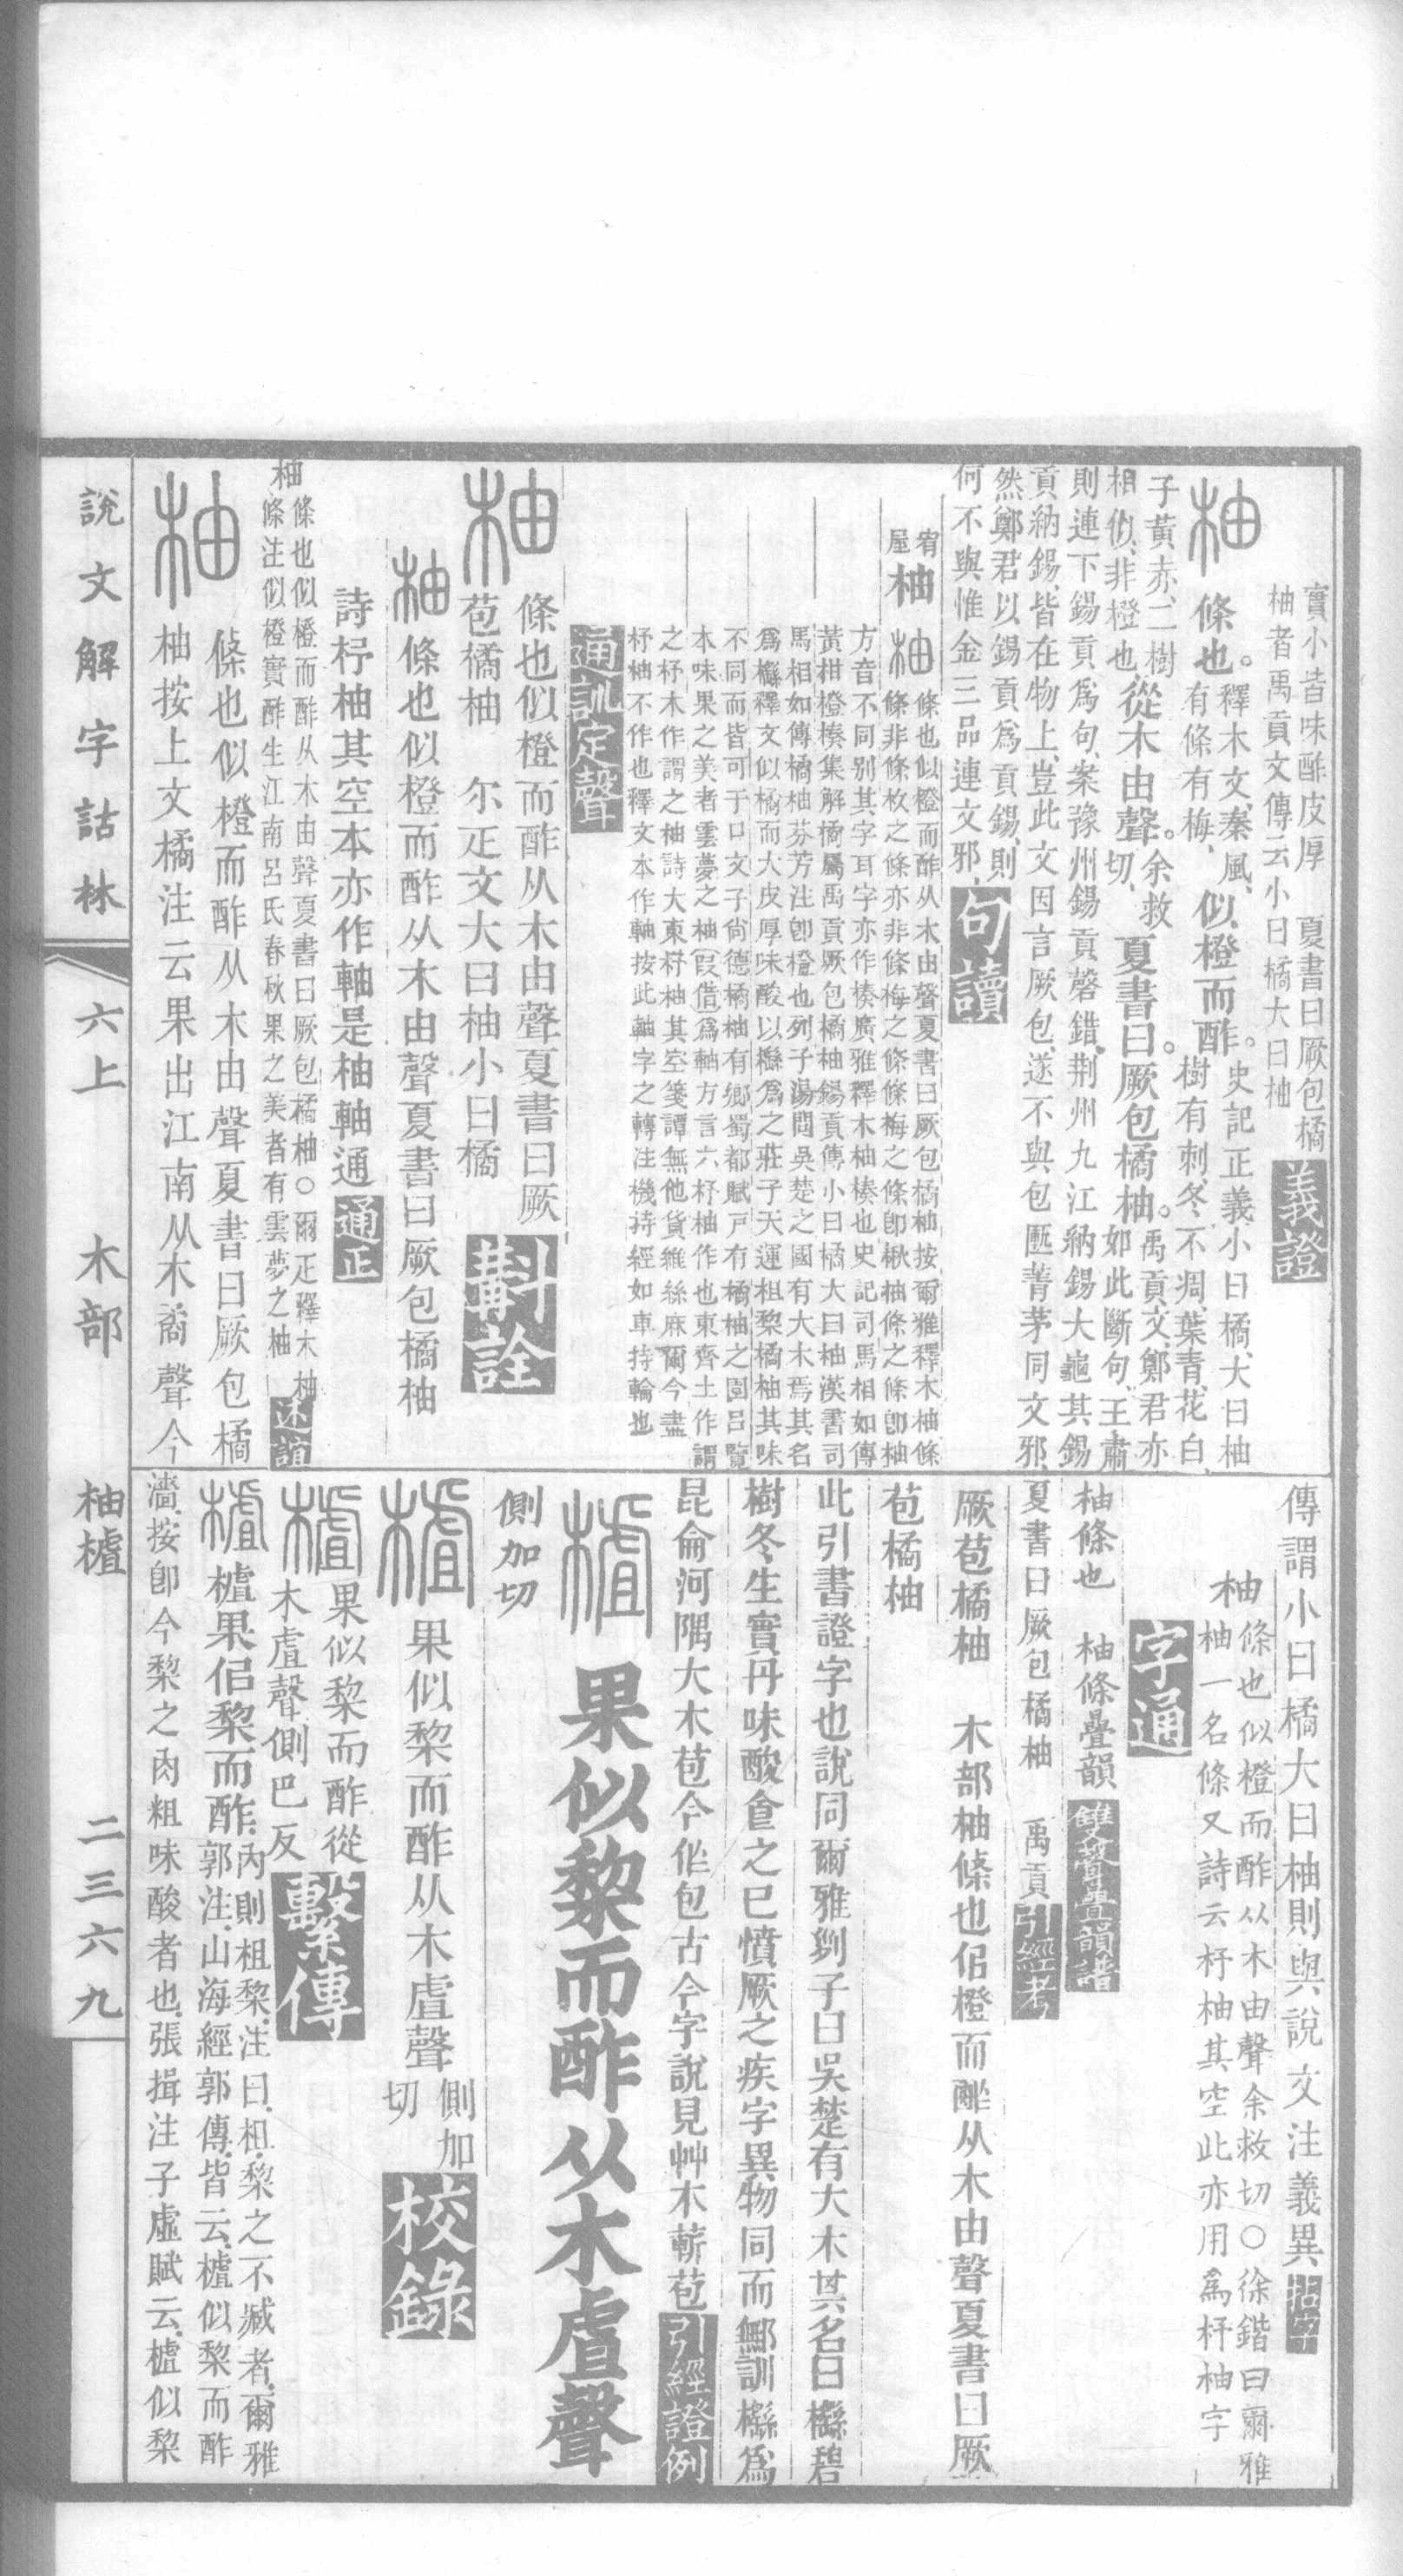 實小皆味酢皮厚　夏書曰厥包橘
柚者禹貢文傳云小曰橘大曰柚
義證
柚
條也。釋木文、秦風、
有條有梅、
似橙而酢。史記正義小曰橘、大曰柚
樹有刺、冬不凋、葉青、花白、
子黃赤、二樹
相似、非橙也、
從木由聲。余救
切、
夏書曰。厥包橘柚。禹貢文、鄭君亦
如此斷句、王肅
則連下錫貢爲句、案豫州錫貢磬錯、荆州九江納錫大龜、其錫
貢納錫、皆在物上、豈此文因言厥包、遂不與包匭菁茅同文邪、
然鄭君以錫貢爲貢錫、則
何不與惟金三品連文邪、
句讀
宥
屋
柚
柚
條也似橙而酢从木由聲夏書曰厥包橘柚按爾雅釋木柚條
條非條枚之條亦非條梅之條條梅之條卽楸柚條之條卽柚
方音不同別其字耳字亦作楱廣雅釋木柚楱也史記司馬相如傳
黃柑橙楱集解橘屬禹貢厥包橘柚錫貢傳小曰橘大曰柚漢書司
馬相如傳橘柚芬芳注卽橙也列子湯問吳楚之國有大木焉其名
爲櫾釋文似橘而大皮厚味酸以櫾爲之莊子天運柤棃橘柚其味
不同而皆可于口文子尙德橘柚有鄉蜀都賦戸有橘柚之園呂覽
本味果之美者雲夢之柚叚借爲軸方言六杼柚作也東齊土作謂
之杼木作謂之柚詩大東杼柚其空箋譚無他貨維絲麻爾今盡
杼柚不作也釋文本作軸按此軸字之轉注機持經如車持輪也
通訓定聲
柚
條也似橙而酢从木由聲夏書曰厥
苞橘柚　尔疋文大曰柚小曰橘
斠詮
柚
條也似橙而酢从木由聲夏書曰厥包橘柚
詩杼柚其空本亦作軸是柚軸通
通正
柚
條也似橙而酢从木由聲夏書曰厥包橘柚○爾疋釋木柚
條注似橙實酢生江南呂氏春秋果之美者有雲夢之柚
述誼
柚
條也似橙而酢从木由聲夏書曰厥包橘
柚按上文橘注云果出江南从木矞聲今
傳謂小曰橘大曰柚則與說文注義異
拈字
柚
條也似橙而酢从木由聲余救切○徐鍇曰爾雅
柚一名條又詩云杼柚其空此亦用爲杼柚字
字通
柚條也　柚條疊韻
雙聲疊韻譜
夏書曰厥包橘柚　禹貢
引經考
厥苞橘柚　木部柚條也佀橙而酢从木由聲夏書曰厥
苞橘柚
此引書證字也說同爾雅列子曰吳楚有大木其名曰櫾碧
樹冬生實丹味酸食之已憤厥之疾字異物同而鄦訓櫾爲
昆侖河隅大木苞今作包古今字說見艸木蔪苞
引經證例
樝
果似棃而酢从木虘聲
側加切
樝
果似棃而酢从木虘聲
側加
切
校錄
樝
果似棃而酢從
木虘聲側巴反
繫傳
樝
樝果佀棃而酢、內則柤棃、注曰、柤、棃之不臧者、爾雅
郭注、山海經郭傳、皆云、樝似棃而酢
濇、按卽今棃之肉粗味酸者也、張揖注子虛賦云、樝似棃
說文解字詁林
六上　木部　柚樝　二三六九